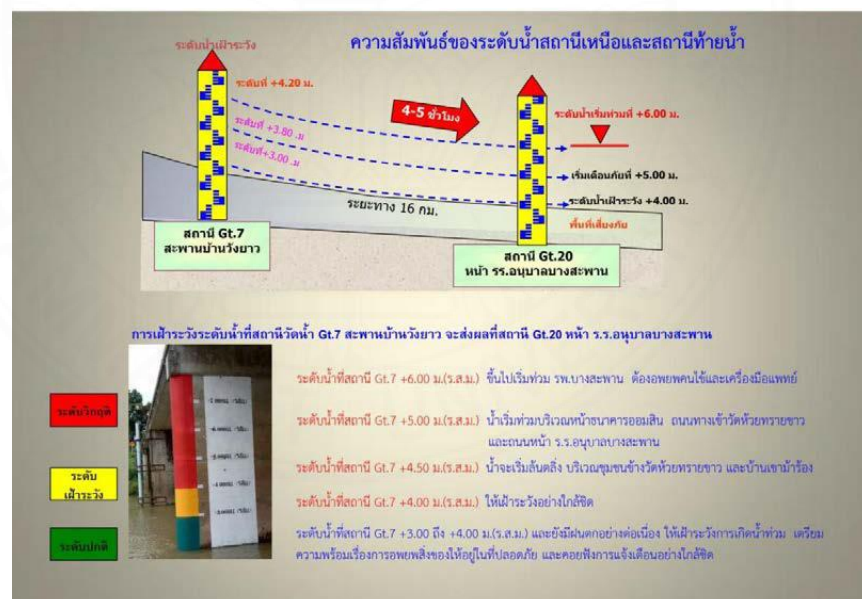 ความสัมพันธ์ของระดับน้ำสถานีเหนือและสถานีท้ายน้ำ
ระดับน้ำเฝ้าระวัง
ระดับที่ +4.20 ม.
ระดับที่ +3.80 .ม
ระดับที่+3.00 .ม
4-5 ชั่วโมง
ระดับน้ำเริ่มท่วมที่ +6.00 ม.
เริ่มเตือนภัยที่ +5.00 ม.
ระดับน้ำเฝ้าระวัง +4.00 ม.
ระยะทาง 16 กม.
พื้นที่เสี่ยงภัย
สถานี Gt.7
สะพานบ้านวังยาว
สถานี Gt.20
หน้า รร.อนุบาลบางสะพาน
การเฝ้าระวังระดับน้ำที่สถานีวัดน้ำ Gt.7 สะพานบ้านวังยาว จะส่งผลที่สถานี Gt.20 หน้า ร.ร.อนุบาลบางสะพาน
ระดับวิกฤติ
ระดับ
เฝ้าระวัง
ระดับปกติ
ระดับน้ำที่สถานี Gt.7 +6.00 ม.(ร.ส.ม.) ขึ้นไปเริ่มท่วม รพ.บางสะพาน ต้องอพยพคนไข้และเครื่องมือแพทย์
ระดับน้ำที่สถานี Gt.7 +5.00 ม.(ร.ส.ม.) น้ำเริ่มท่วมบริเวณหน้าธนาคารออมสิน ถนนทางเข้าวัดห้วยทรายขาว
และถนนหน้า ร.ร.อนุบาลบางสะพาน
ระดับน้ำที่สถานี Gt.7 +4.50 ม.(ร.ส.ม.) น้ำจะเริ่มล้นตลิ่ง บริเวณชุมชนข้างวัดห้วยทรายขาว และบ้านเขาม้าร้อง
ระดับน้ำที่สถานี Gt.7 +4.00 ม.(ร.ส.ม.) ให้เฝ้าระวังอย่างใกล้ชิด
ระดับน้ำที่สถานี Gt.7 +3.00 ถึง +4.00 ม.(ร.ส.ม.) และยังมีฝนตกอย่างต่อเนื่อง ให้เฝ้าระวังการเกิดน้ำท่วม เตรียม
ความพร้อมเรื่องการอพยพสิ่งของให้อยู่ในที่ปลอดภัย และคอยฟังการแจ้งเตือนอย่างใกล้ชิด